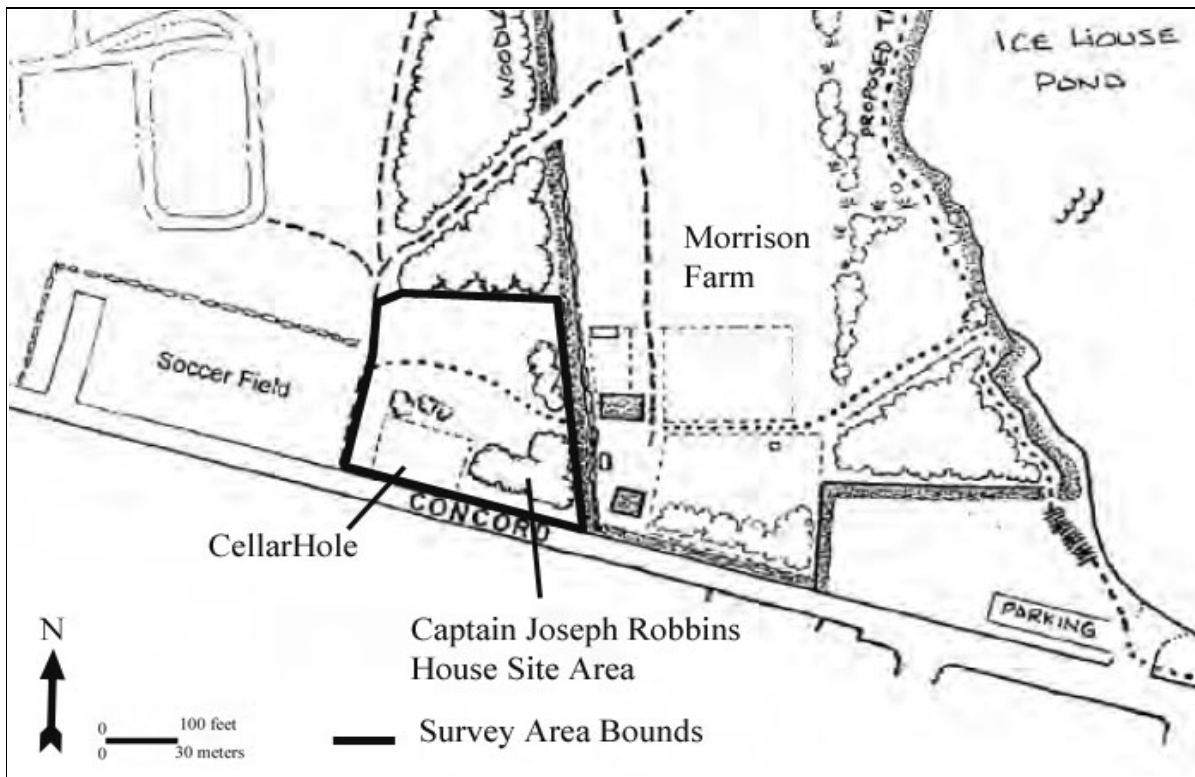 ICE HOUSE
POND
WOODL
PROPOSED T
Morrison
Farm
Soccer Field
CONCORD
CellarHole
Captain Joseph Robbins
House Site Area
PARKING
N
0 100 feet
0 30 meters
Survey Area Bounds